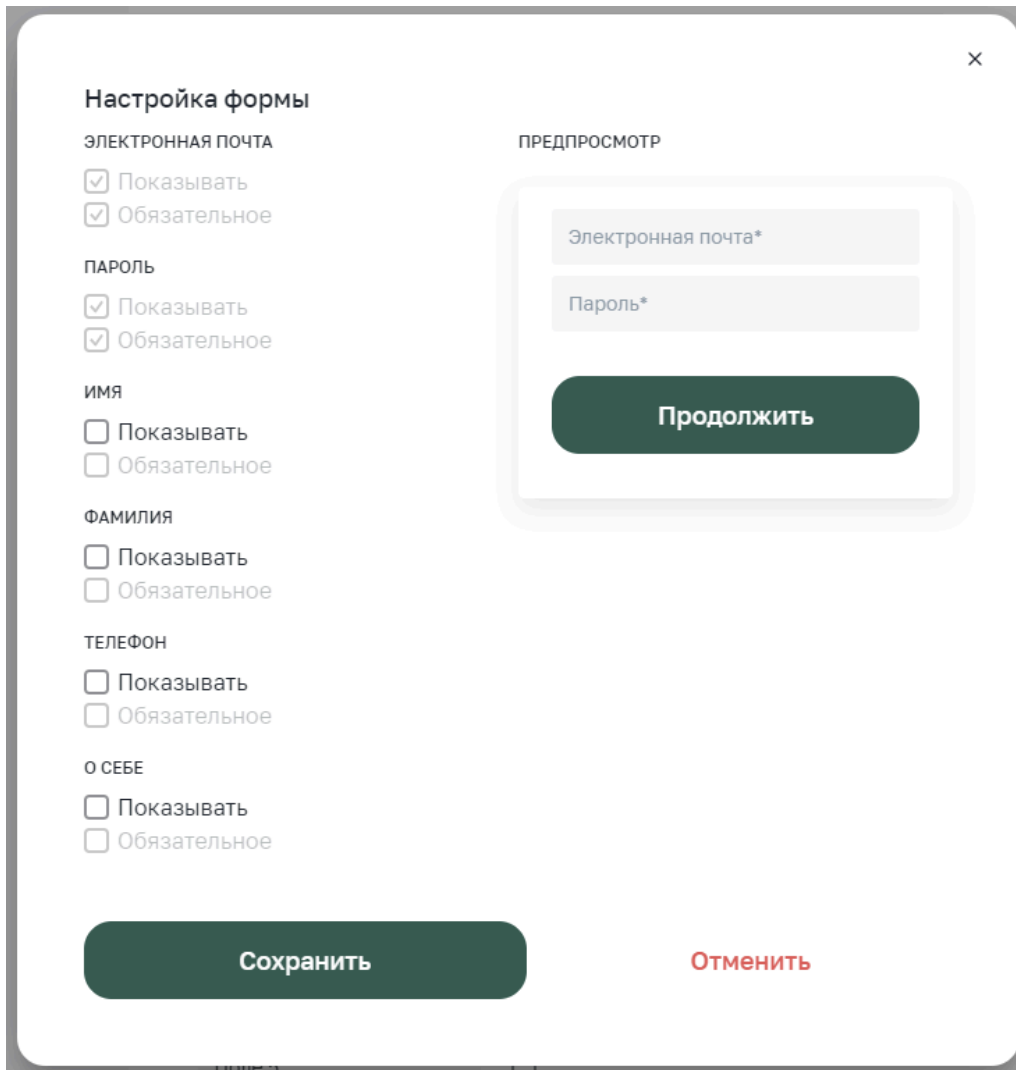 Настройка формы
ЭЛЕКТРОННАЯ ПОЧТА
Показывать
Обязательное
ПАРОЛЬ
Показывать
Обязательное
ИМЯ
Показывать
Обязательное
ФАМИЛИЯ
Показывать
Обязательное
ТЕЛЕФОН
Показывать
Обязательное
О СЕБЕ
Показывать
Обязательное
ПРЕДПРОСМОТР
Электронная почта*
Пароль*
Продолжить
Сохранить
Отменить